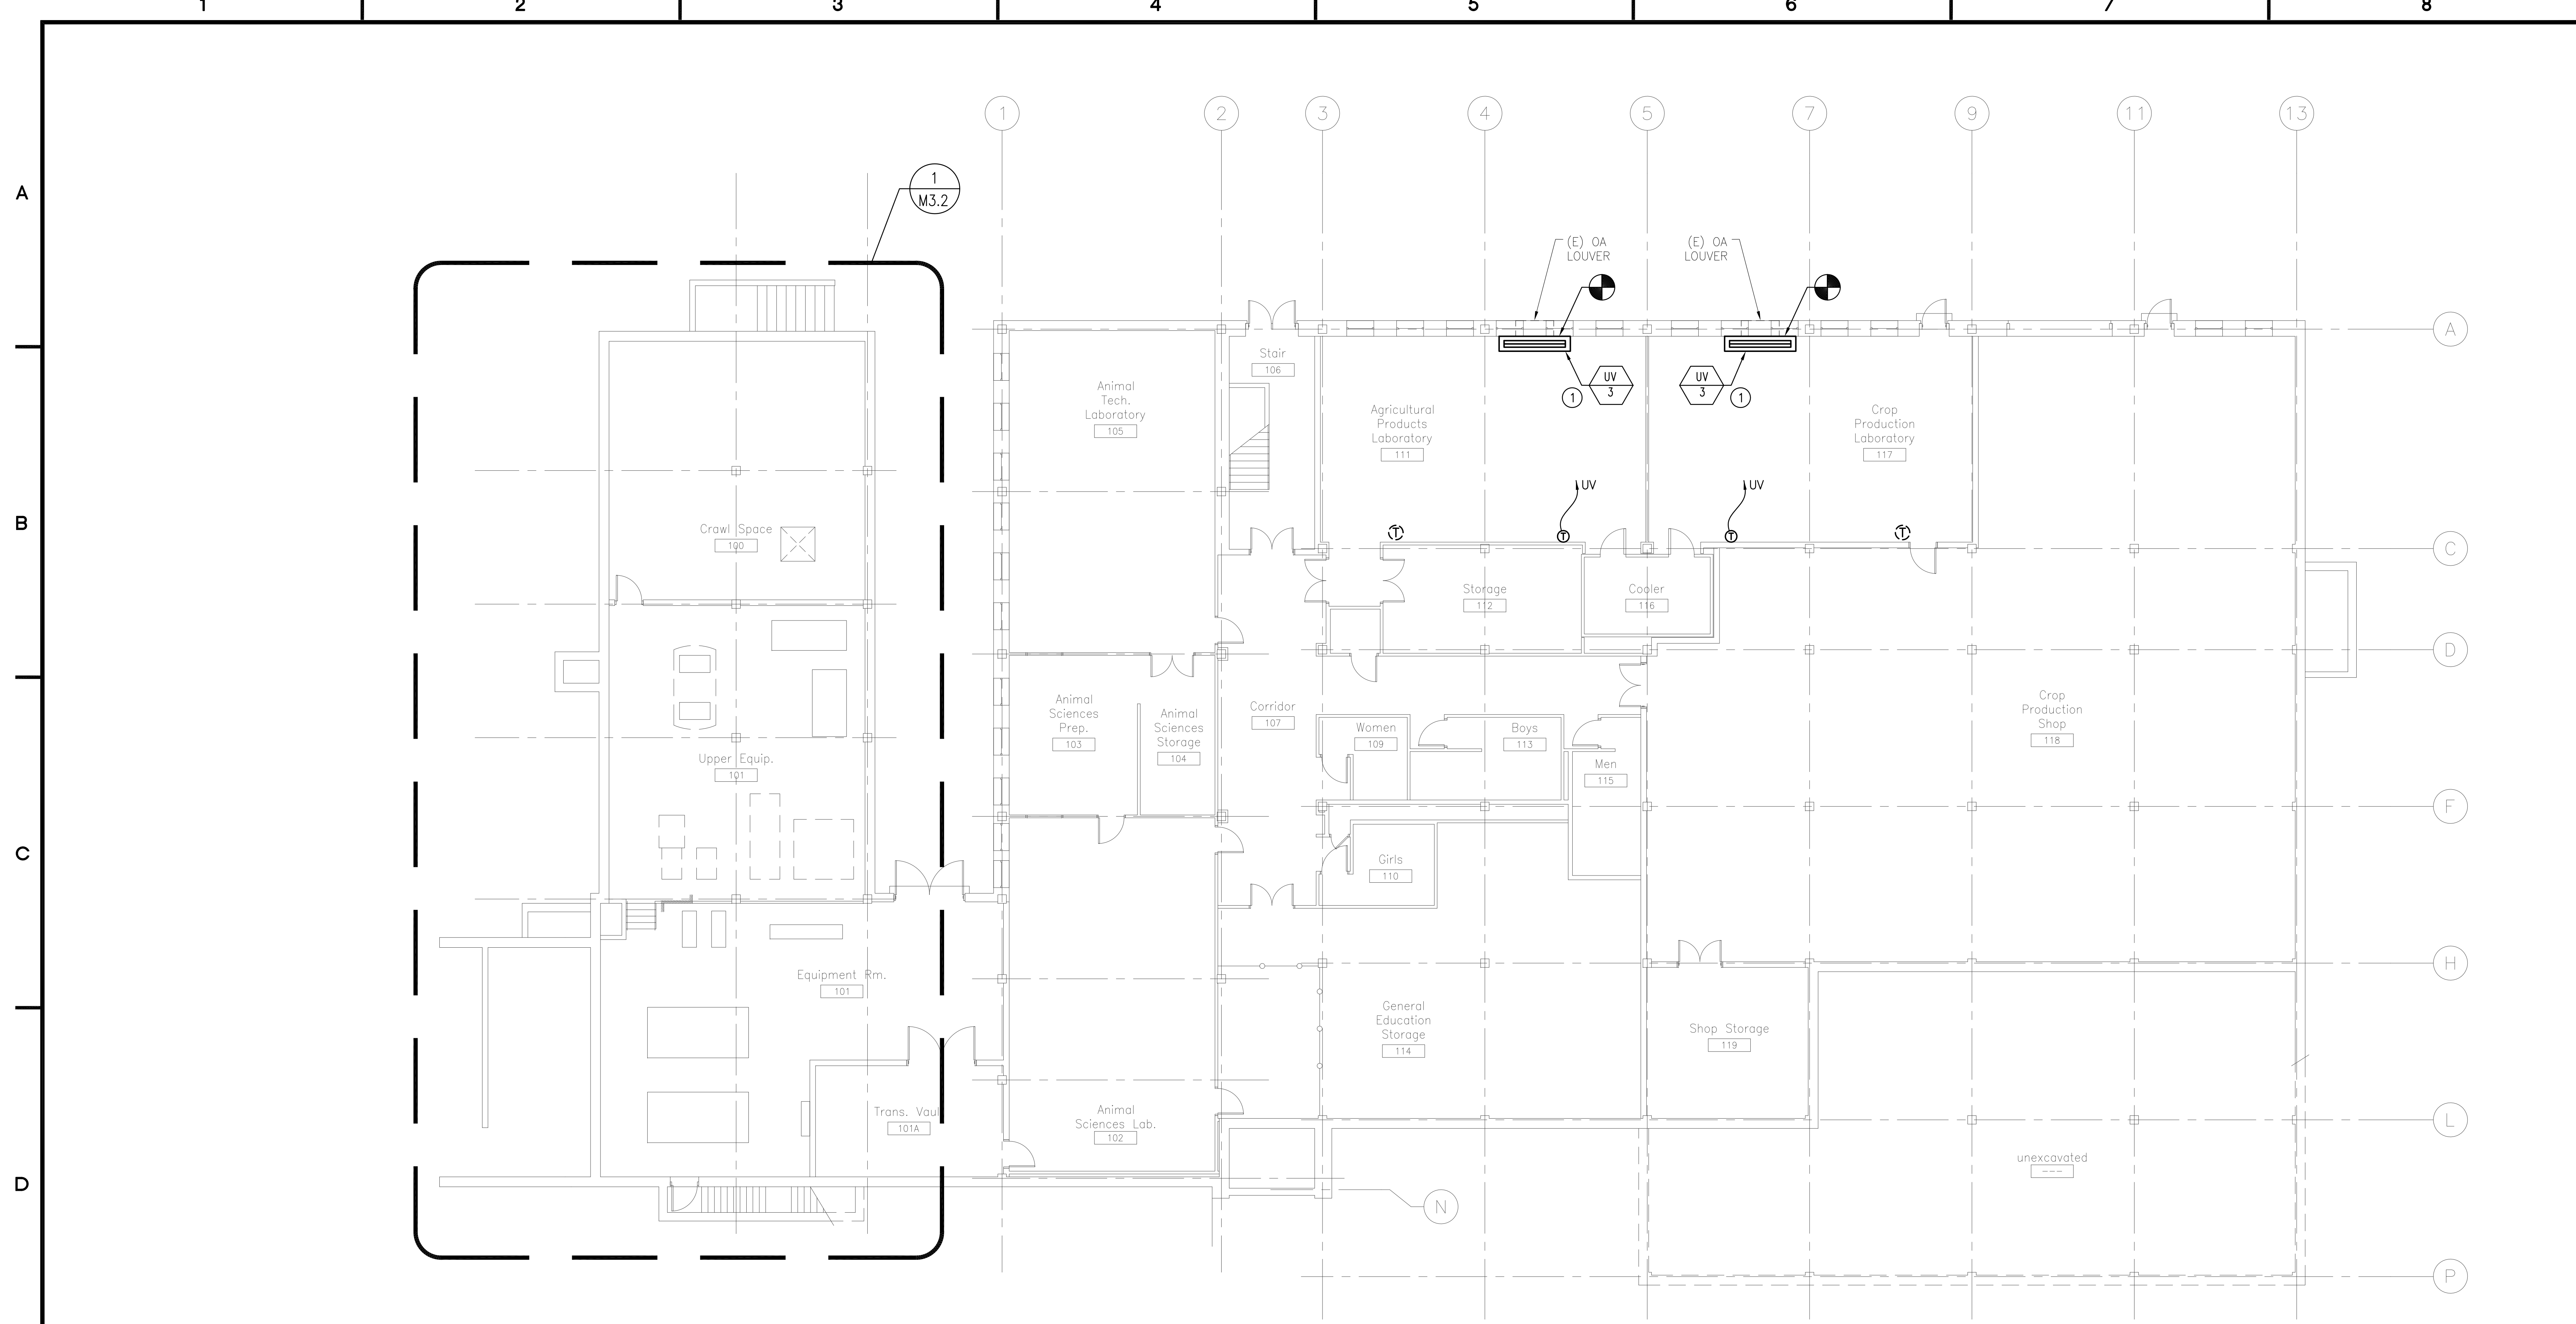 1 2 3 4 5 6 7 8
A
B
C
D
1 2 3 4 5 7 9 11 13
1
M3.2
(E) OA
LOUVER
(E) OA
LOUVER
A
C
D
F
H
L
P
N
Stair
106
UV
3
1
UV
3
1
Animal
Tech.
Laboratory
105
Agricultural
Products
Laboratory
111
Crop
Production
Laboratory
117
UV
UV
T
T
T
T
Crawl Space
100
Storage
112
Cooler
116
Animal
Sciences
Prep.
103
Animal
Sciences
Storage
104
Corridor
107
Women
109
Boys
113
Men
115
Crop
Production
Shop
118
Upper Equip.
101
Girls
110
Equipment Rm.
101
General
Education
Storage
114
Shop Storage
119
Trans. Vault
101A
Animal
Sciences Lab.
102
unexcavated
---